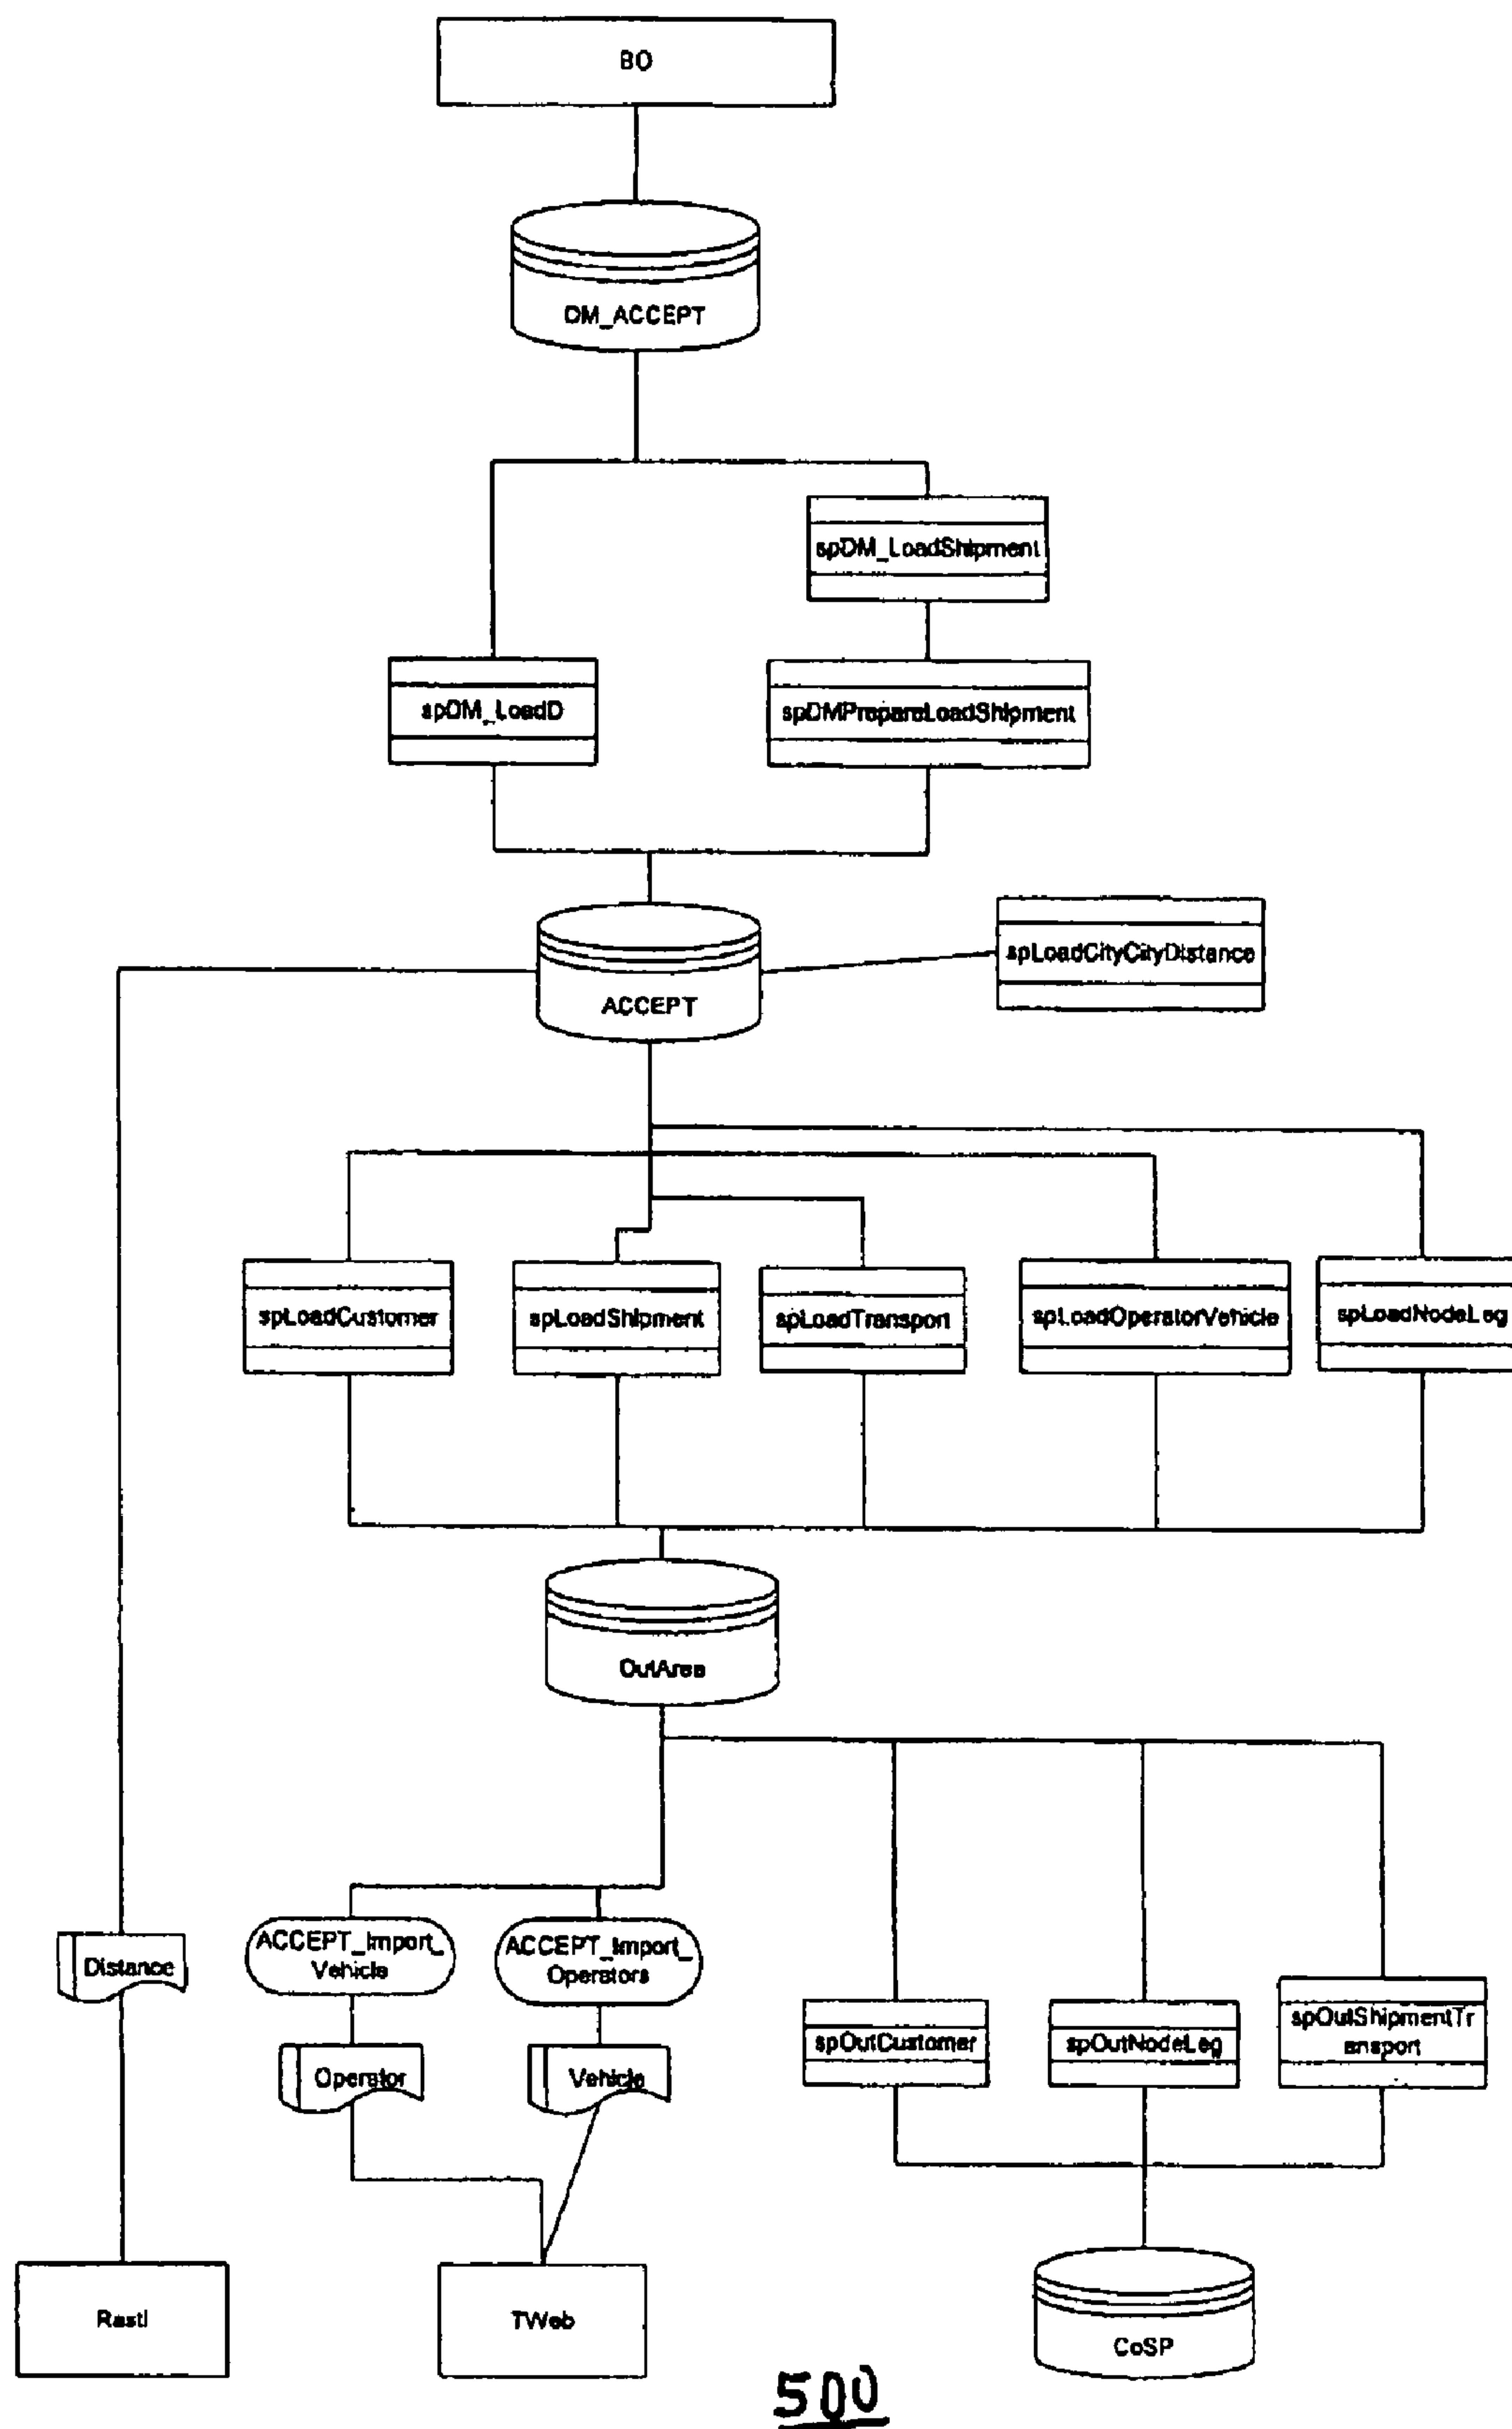 BO
DM_ACCEPT
spDM_LoadShipment
spDM_LoadD
spDMPrepareLoadShipment
spLoadCityCityDistance
ACCEPT
spLoadCustomer
spLoadShipment
spLoadTransport
spLoadOperatorVehicle
spLoadNodeLeg
OutArea
ACCEPT_Import_
Vehicle
ACCEPT_Import_
Operators
Distance
Operator
Vehicle
spOutCustomer
spOutNodeLeg
spOutShipmentTr
ansport
Rastl
TWeb
CoSP
500